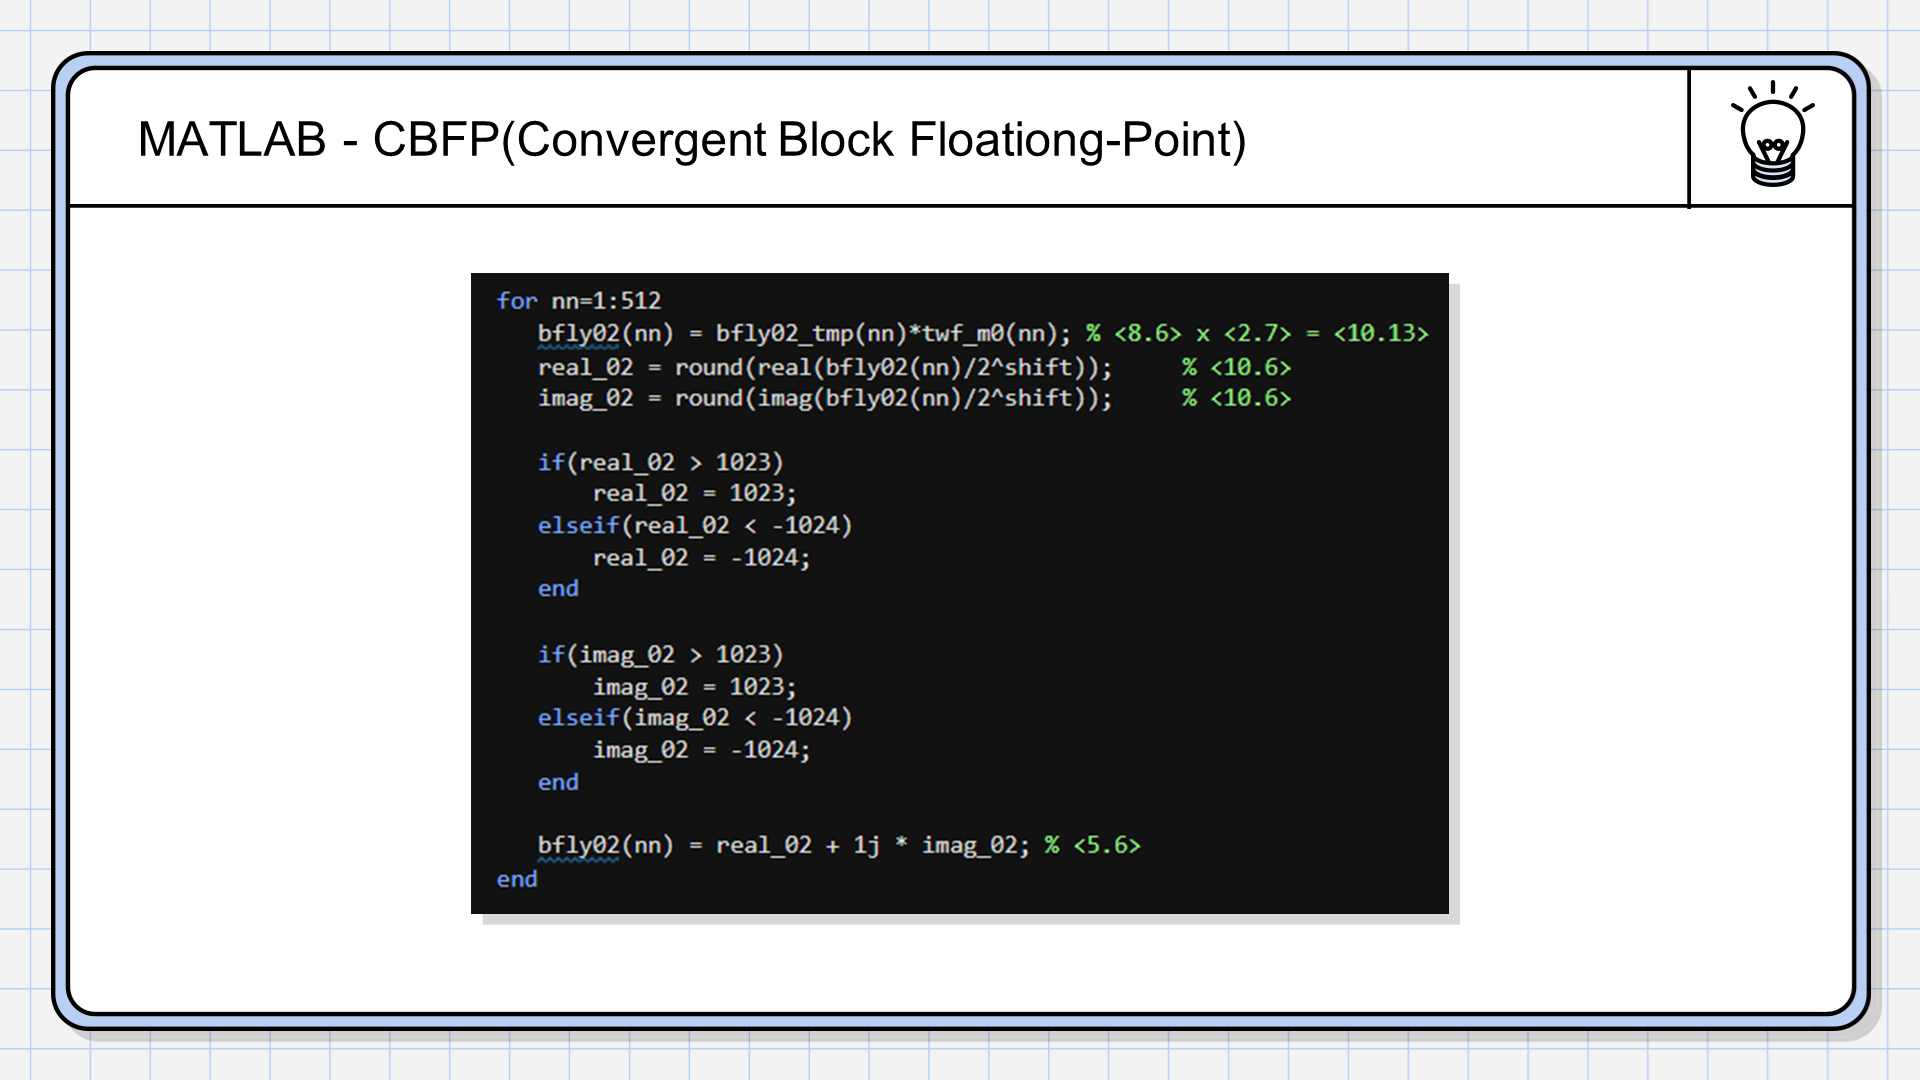 MATLAB - CBFP(Convergent Block Floationg-Point)
for nn=1:512
bfly02(nn) = bfly02_tmp(nn)*twf_m0(nn); % <8.6> x <2.7> = <10.13>
real_02 = round(real(bfly02(nn)/2^shift)); % <10.6>
imag_02 = round(imag(bfly02(nn)/2^shift)); % <10.6>
if(real_02 > 1023)
real_02 = 1023;
elseif(real_02 < -1024)
real_02 = -1024;
end
if(imag_02 > 1023)
imag_02 = 1023;
elseif(imag_02 < -1024)
imag_02 = -1024;
end
bfly02(nn) = real_02 + 1j * imag_02; % <5.6>
end